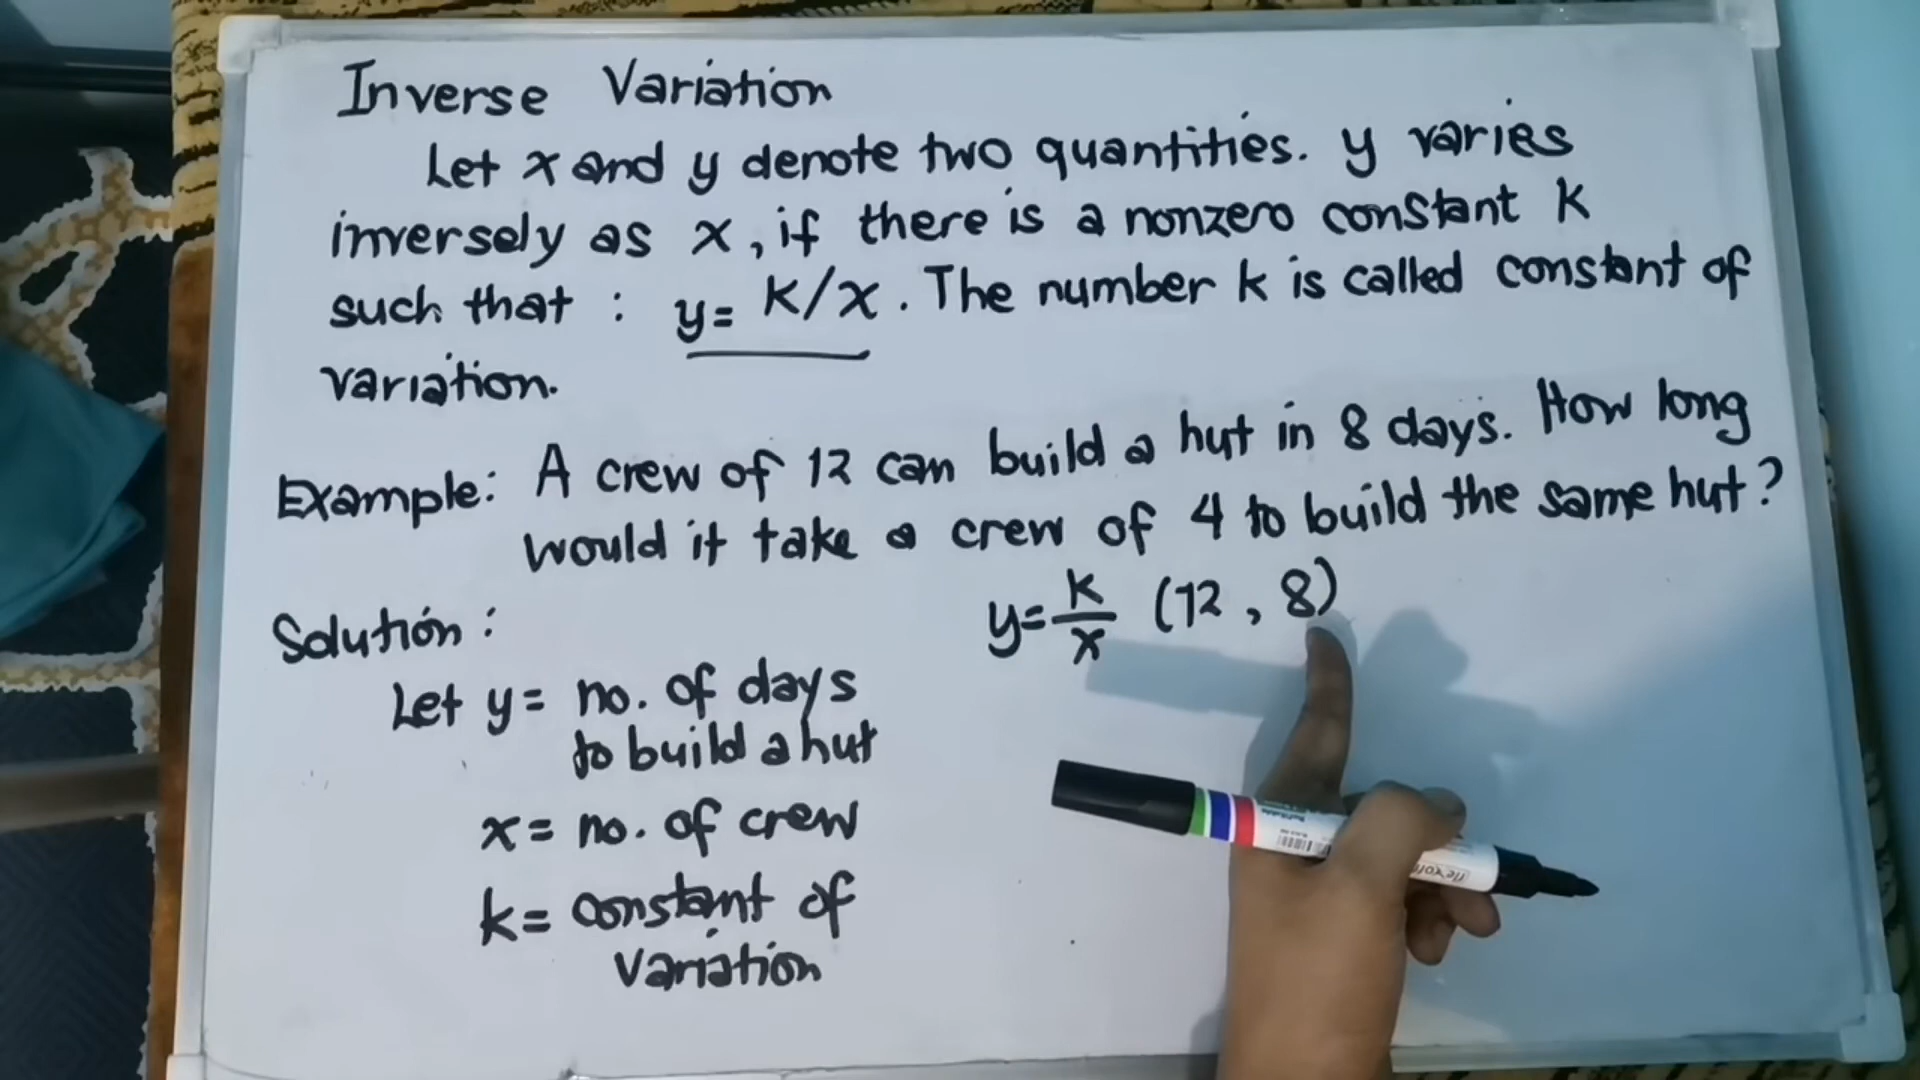 Inverse Variation
Let x and y denote two quantities. y varies
inversely as x, if there is a nonzero constant k
such that : y = k/x. The number k is called constant of
variation.
Example: A crew of 12 can build a hut in 8 days. How long
would it take a crew of 4 to build the same hut?
Solution:
Let y = no. of days
to build a hut
x = no. of crew
k = constant of
variation
y = k/x (12, 8)